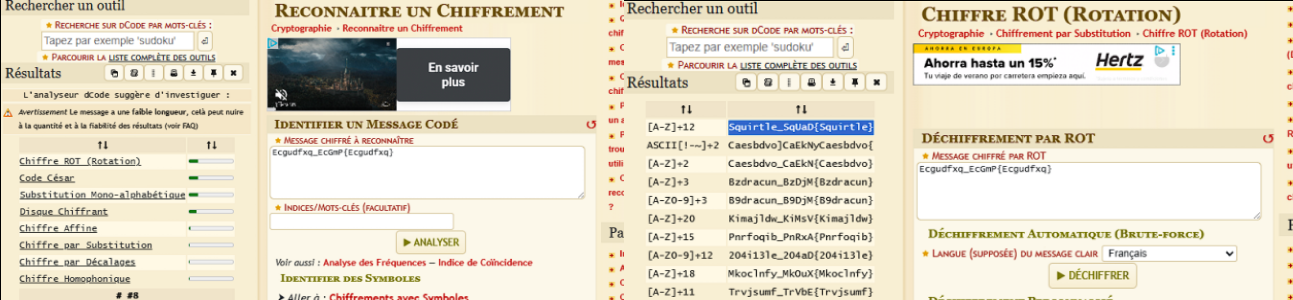 Rechercher un outil
★ RECHERCHE SUR DCODE PAR MOTS-CLÉS :
Tapez par exemple 'sudoku'
★ PARCOURIR LA LISTE COMPLÈTE DES OUTILS
Résultats
L'analyseur dCode suggère d'investiguer :
Avertisement Le message a une faible longueur, celà peut nuire
à la quantité et à la fiabilité des résultats (voir FAQ)
↑↓ ↑↓
Chiffre ROT (Rotation)
Code César
Substitution Mono-alphabétique
Disque Chiffrant
Chiffre Affine
Chiffre par Substitution
Chiffre par Décalages
Chiffre Homophonique
# #8
RECONNAITRE UN CHIFFREMENT
Cryptographie • Reconnaitre un Chiffrement
En savoir
plus
IDENTIFIER UN MESSAGE CODÉ
★ MESSAGE CHIFFRÉ À RECONNAÎTRE
Ecgudfxq_EcGmP{Ecgudfxq}
★ INDICES/MOTS-CLÉS (FACULTATIF)
▶ ANALYSER
Voir aussi : Analyse des Fréquences – Indice de Coïncidence
IDENTIFIER DES SYMBOLES
➤ Aller à : Chiffrements avec Symboles
Rechercher un outil
★ RECHERCHE SUR DCODE PAR MOTS-CLÉS :
Tapez par exemple 'sudoku'
★ PARCOURIR LA LISTE COMPLÈTE DES OUTILS
Résultats
↑↓ ↑↓
[A-Z]+12 Squirtle_SqUaD{Squirtle}
ASCII[!-~]+2 Caesbdvo]CaEkNyCaesbdvo{
[A-Z]+2 Caesbdvo_CaEkN{Caesbdvo}
[A-Z]+3 Bzdracun_BzDjM{Bzdracun}
[A-Z0-9]+3 B9dracun_B9DjM{B9dracun}
[A-Z]+20 Kimajldw_KiMsV{Kimajldw}
[A-Z]+15 Pnrfoqib_PnRxA{Pnrfoqib}
[A-Z0-9]+12 204i13le_204aD{204i13le}
[A-Z]+18 Mkoclnfy_MkOuX{Mkoclnfy}
[A-Z]+11 Trvjsumf_TrVbE{Trvjsumf}
CHIFFRE ROT (ROTATION)
Cryptographie • Chiffrement par Substitution • Chiffre ROT (Rotation)
AHORRA EN EUROPA
Ahorra hasta un 15%*
Tu viaje de verano por carretera empieza aquí.
Hertz
DÉCHIFFREMENT PAR ROT
★ MESSAGE CHIFFRÉ PAR ROT
Ecgudfxq_EcGmP{Ecgudfxq}
DÉCHIFFREMENT AUTOMATIQUE (BRUTE-FORCE)
★ LANGUE (SUPPOSÉE) DU MESSAGE CLAIR Français
▶ DÉCHIFFRER